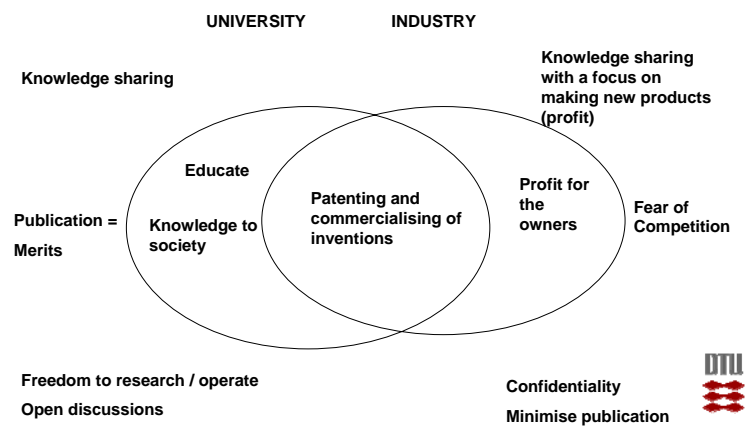 UNIVERSITY
INDUSTRY
Knowledge sharing
Knowledge sharing
with a focus on
making new products
(profit)
Educate
Knowledge to
society
Patenting and
commercialising of
inventions
Profit for
the
owners
Publication =
Merits
Fear of
Competition
Freedom to research / operate
Open discussions
Confidentiality
Minimise publication
DTU